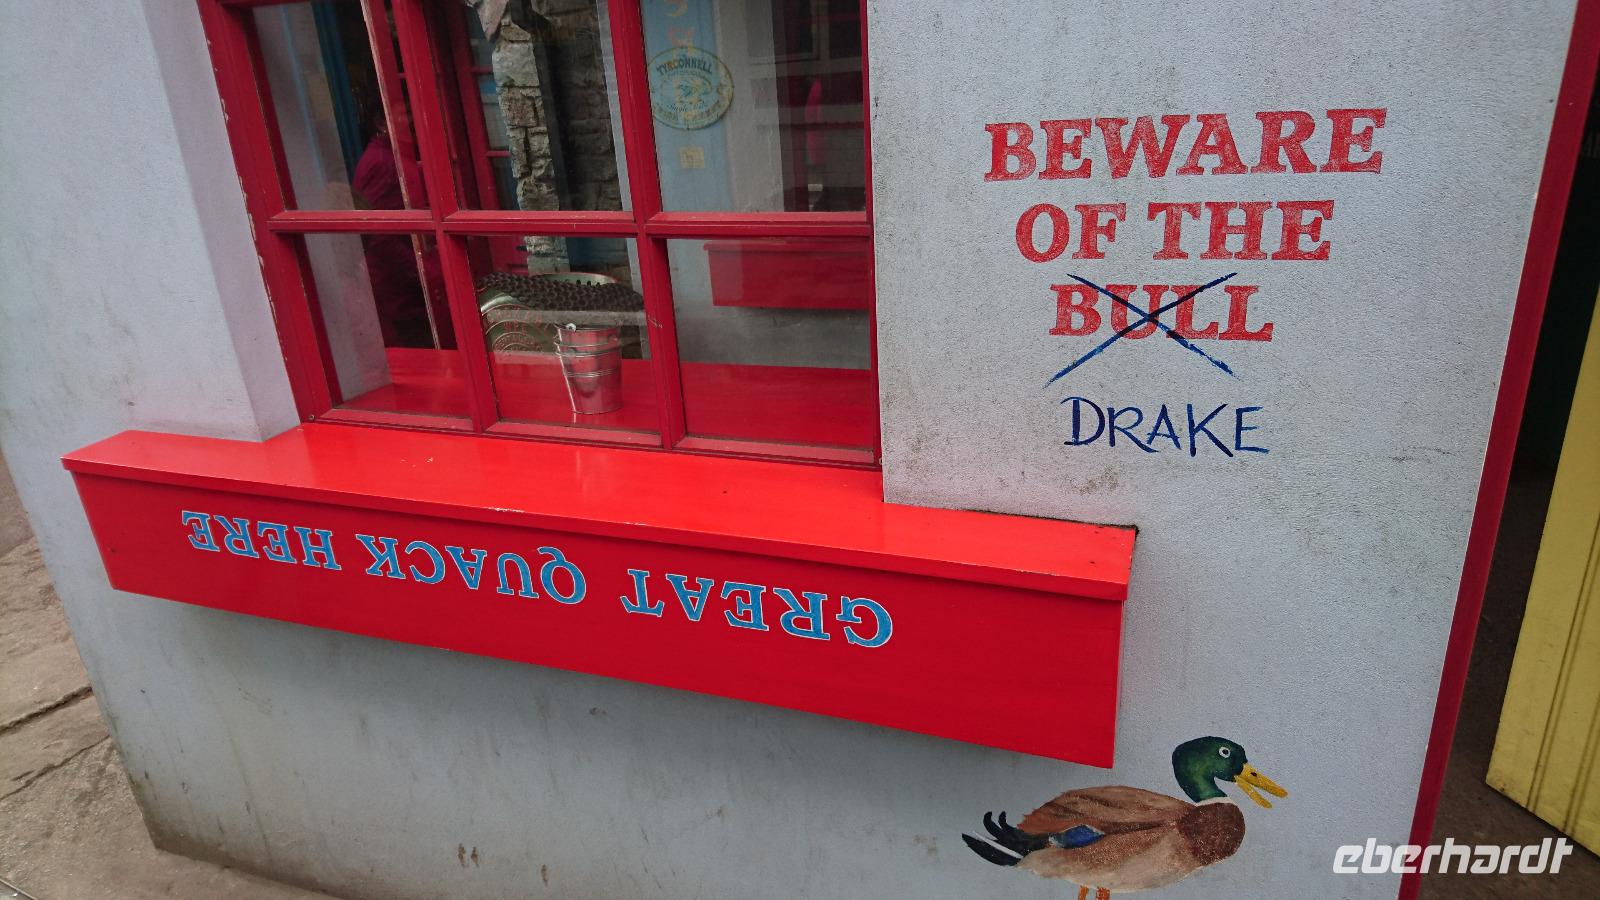 TYRCONNELL
BEWARE
OF THE
BULL
DRAKE
GREAT QUACK HERE
eberhardt